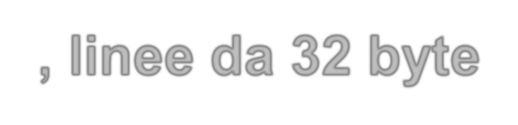 , linee da 32 byte